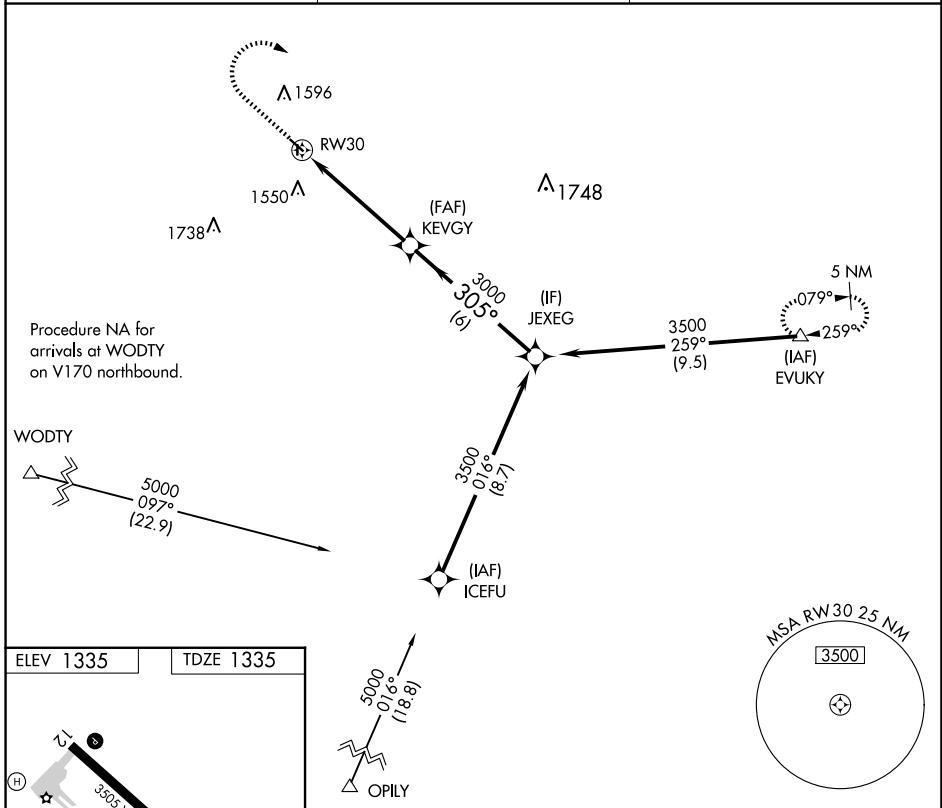 1596
RW30
1550
1748
1738
(FAF)
KEVGY
3000
305°
(6)
(IF)
JEXEG
5 NM
079°
259°
3500
259°
(9.5)
(IAF)
EVUKY
Procedure NA for
arrivals at WODTY
on V170 northbound.
WODTY
5000
097°
(22.9)
3500
016°
(8.7)
(IAF)
ICEFU
MSA RW30 25 NM
3500
5000
016°
(18.8)
OPILY
ELEV 1335
TDZE 1335
12
P
H
3505